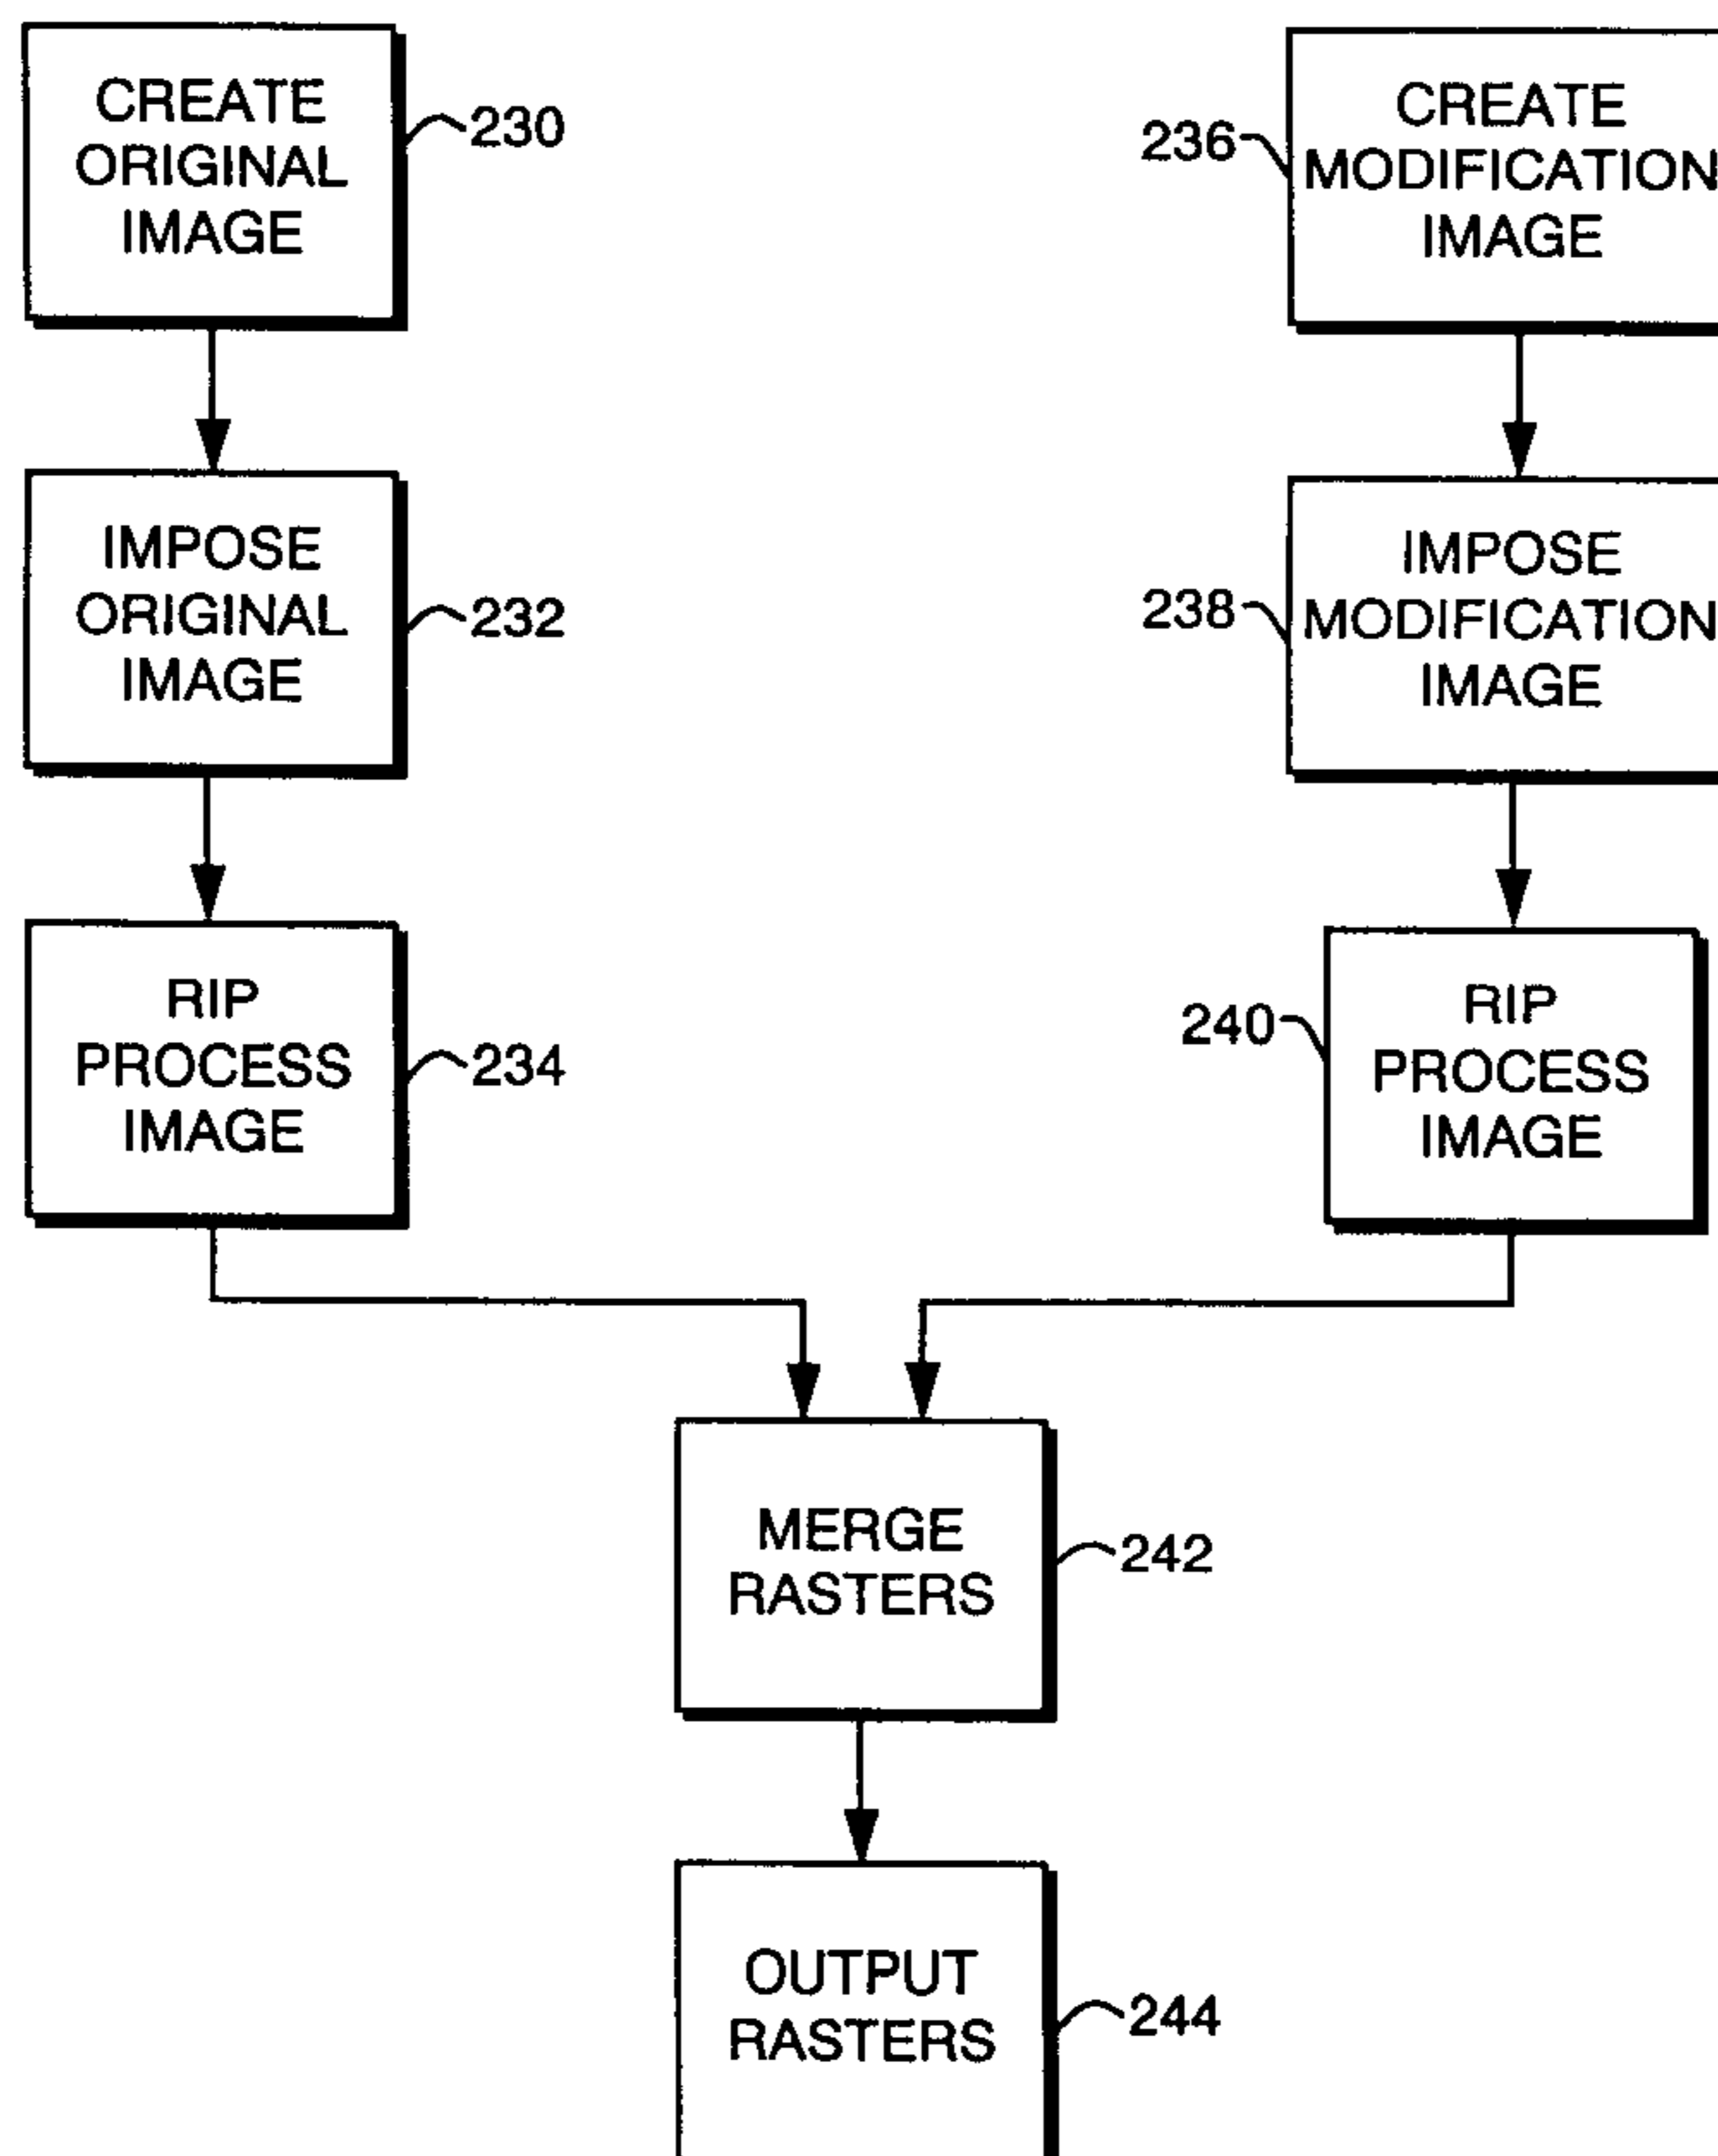 CREATE
ORIGINAL
IMAGE
230
IMPOSE
ORIGINAL
IMAGE
232
RIP
PROCESS
IMAGE
234
236
CREATE
MODIFICATION
IMAGE
238
IMPOSE
MODIFICATION
IMAGE
240
RIP
PROCESS
IMAGE
MERGE
RASTERS
242
OUTPUT
RASTERS
244